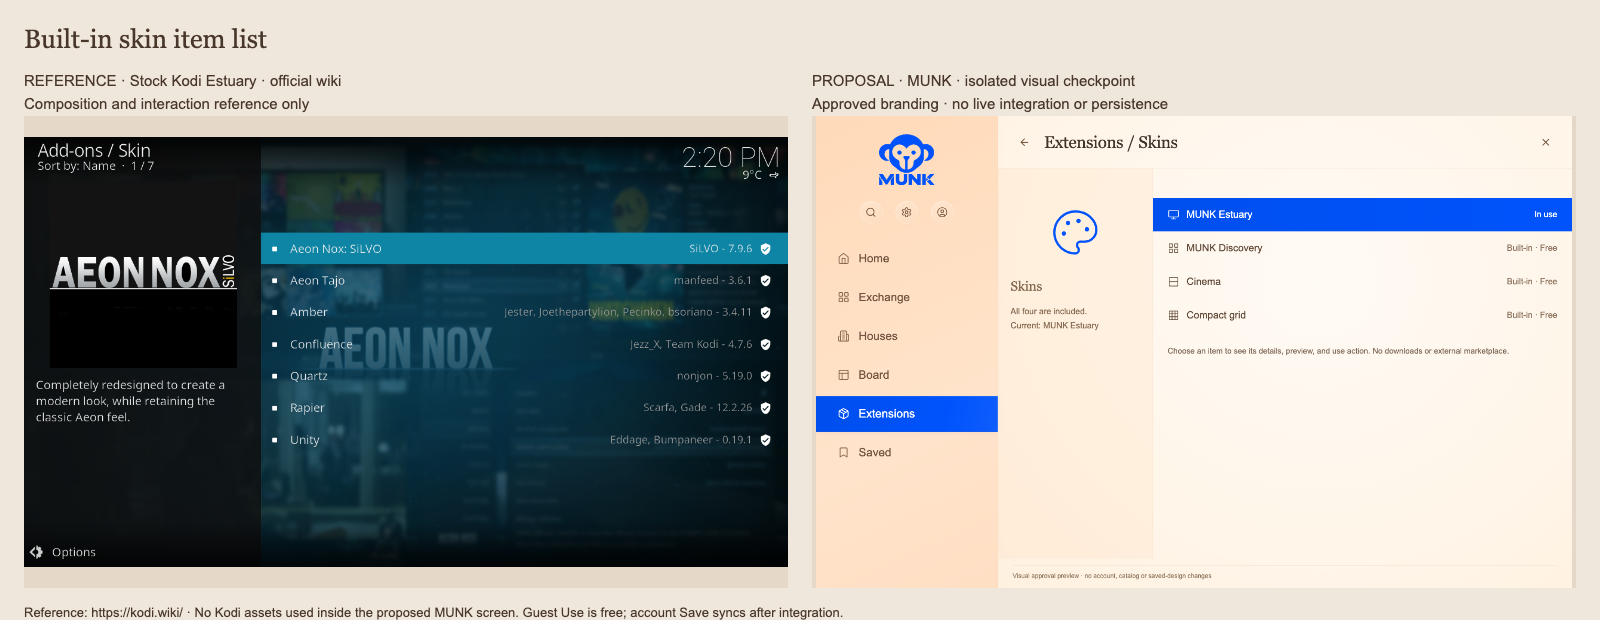 Built-in skin item list
REFERENCE · Stock Kodi Estuary · official wiki
Composition and interaction reference only
Add-ons / Skin
Sort by: Name · 1 / 7
2:20 PM
9°C
AEON NOX SiLVO
Completely redesigned to create a
modern look, while retaining the
classic Aeon feel.
Options
AEON NOX
Aeon Nox: SiLVO SiLVO - 7.9.6
Aeon Tajo manfeed - 3.6.1
Amber Jester, Joethepartylion, Pecinko, bsoriano - 3.4.11
Confluence Jezz_X, Team Kodi - 4.7.6
Quartz nonjon - 5.19.0
Rapier Scarfa, Gade - 12.2.26
Unity Eddage, Bumpaneer - 0.19.1
PROPOSAL · MUNK · isolated visual checkpoint
Approved branding · no live integration or persistence
MUNK
Home
Exchange
Houses
Board
Extensions
Saved
Extensions / Skins
Skins
All four are included.
Current: MUNK Estuary
MUNK Estuary In use
MUNK Discovery Built-in · Free
Cinema Built-in · Free
Compact grid Built-in · Free
Choose an item to see its details, preview, and use action. No downloads or external marketplace.
Visual approval preview · no account, catalog or saved-design changes
Reference: https://kodi.wiki/ · No Kodi assets used inside the proposed MUNK screen. Guest Use is free; account Save syncs after integration.